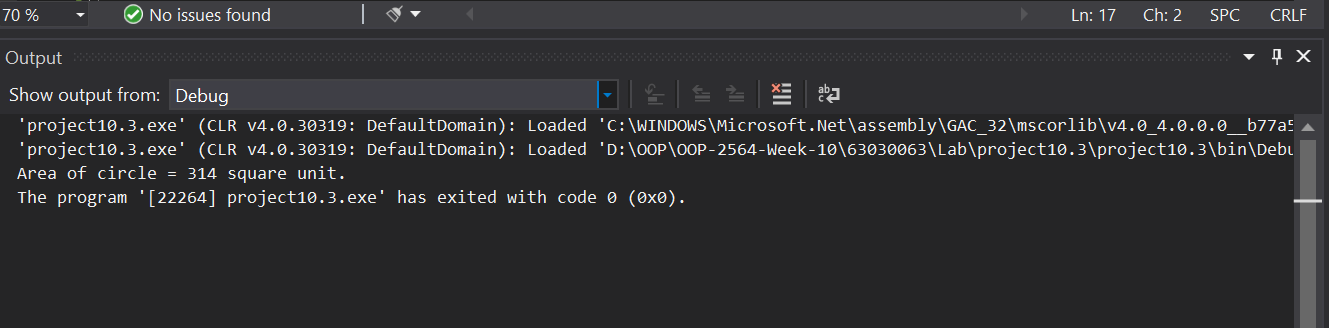 70 % No issues found Ln: 17 Ch: 2 SPC CRLF
Output
Show output from: Debug
'project10.3.exe' (CLR v4.0.30319: DefaultDomain): Loaded 'C:\WINDOWS\Microsoft.Net\assembly\GAC_32\mscorlib\v4.0_4.0.0.0__b77a5
'project10.3.exe' (CLR v4.0.30319: DefaultDomain): Loaded 'D:\OOP\OOP-2564-Week-10\63030063\Lab\project10.3\project10.3\bin\Debu
Area of circle = 314 square unit.
The program '[22264] project10.3.exe' has exited with code 0 (0x0).